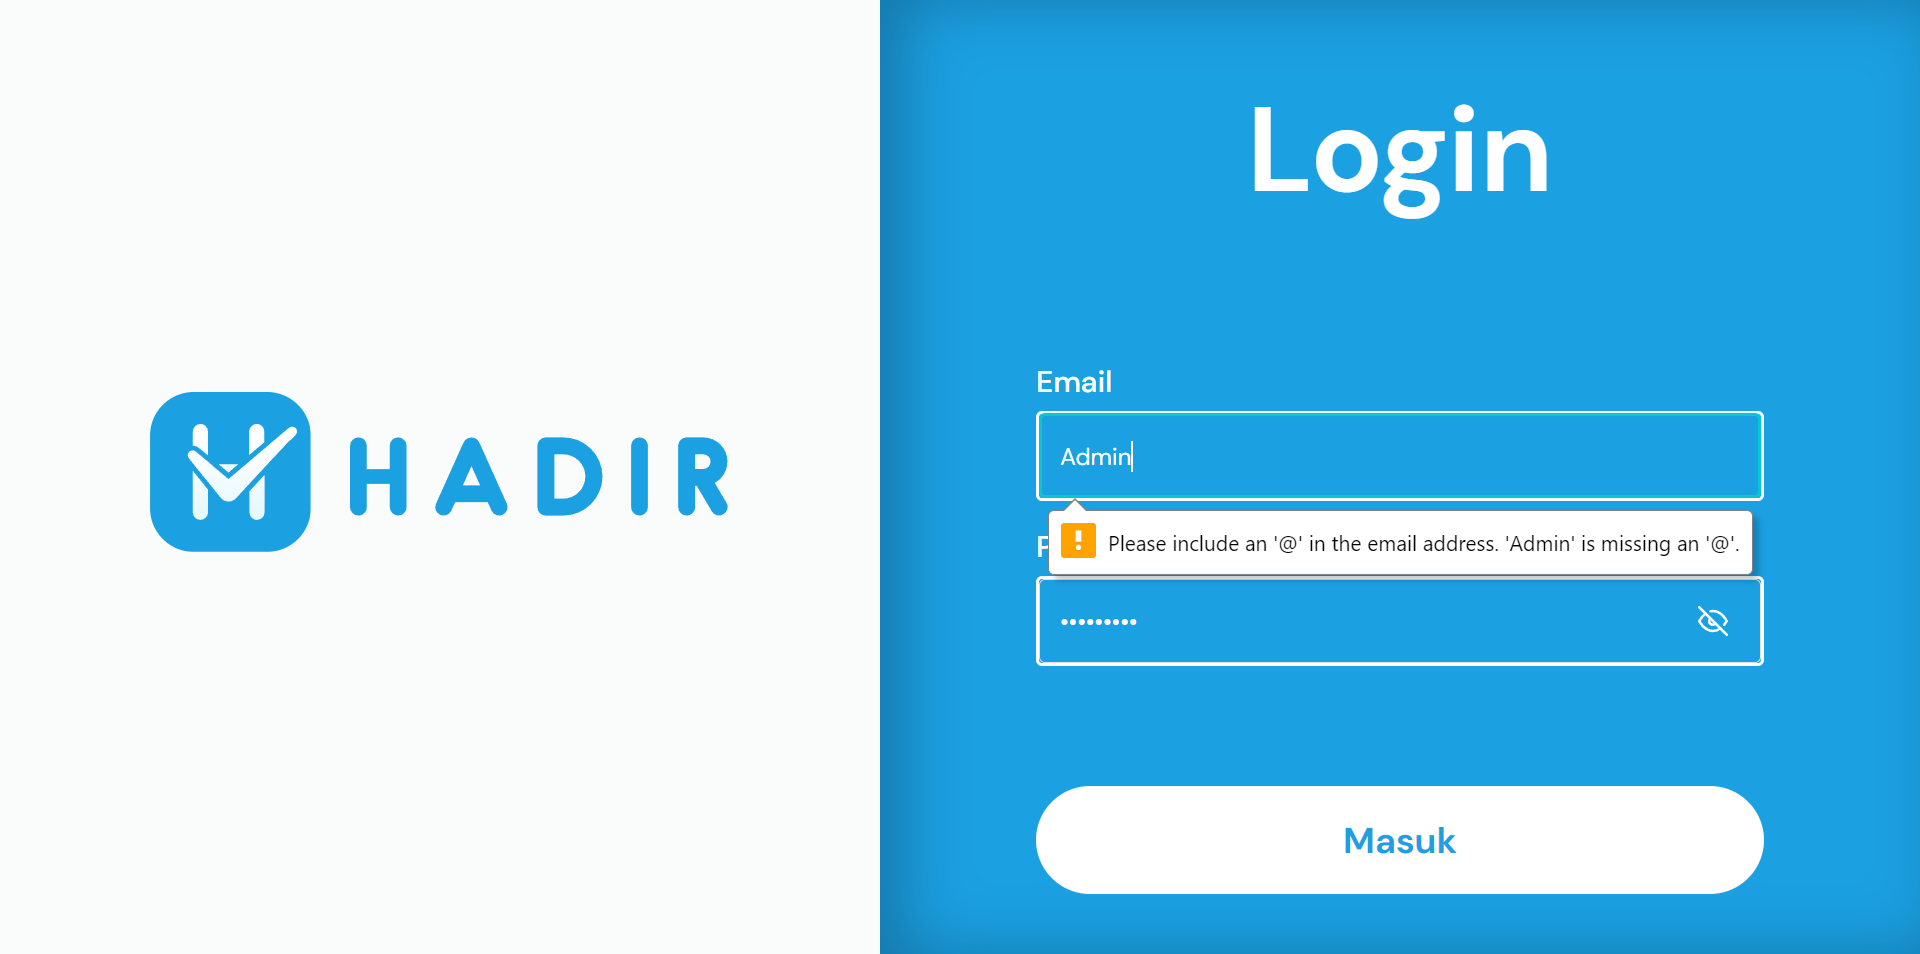 HADIR
Login
Email
Admin
Please include an '@' in the email address. 'Admin' is missing an '@'.
•••••••••
Masuk